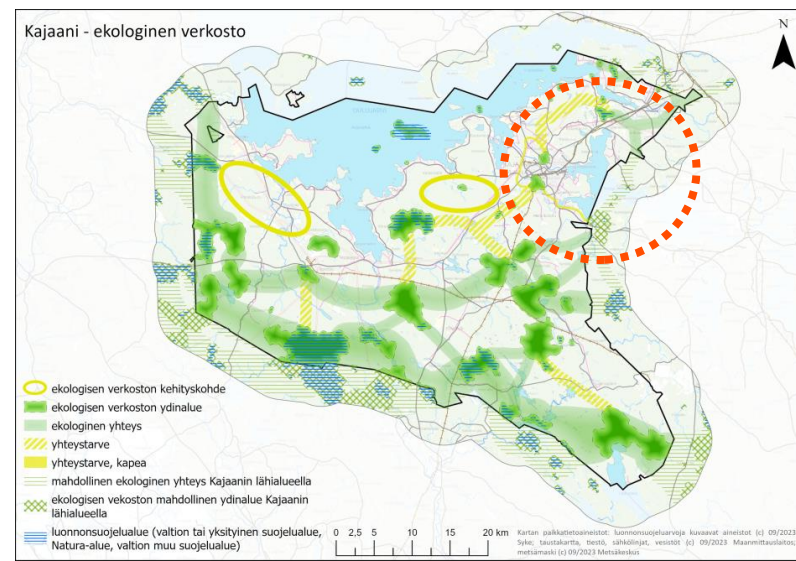 Kajaani - ekologinen verkosto
N
ekologisen verkoston kehityskohde
ekologisen verkoston ydinalue
ekologinen yhteys
yhteystarve
yhteystarve, kapea
mahdollinen ekologinen yhteys Kajaanin lähialueella
ekologisen vekoston mahdollinen ydinalue Kajaanin
lähialueella
luonnonsuojelualue (valtion tai yksityinen suojelualue,
Natura-alue, valtion muu suojelualue)
0 2,5 5 10 15 20 km
Kartan paikkatietoaineistot: luonnonsuojeluarvoja kuvaavat aineistot (c) 09/2023
Syke; taustakartta, tiestö, sähkölinjat, vesistöt (c) 09/2023 Maanmittauslaitos;
metsämaski (c) 09/2023 Metsäkeskus